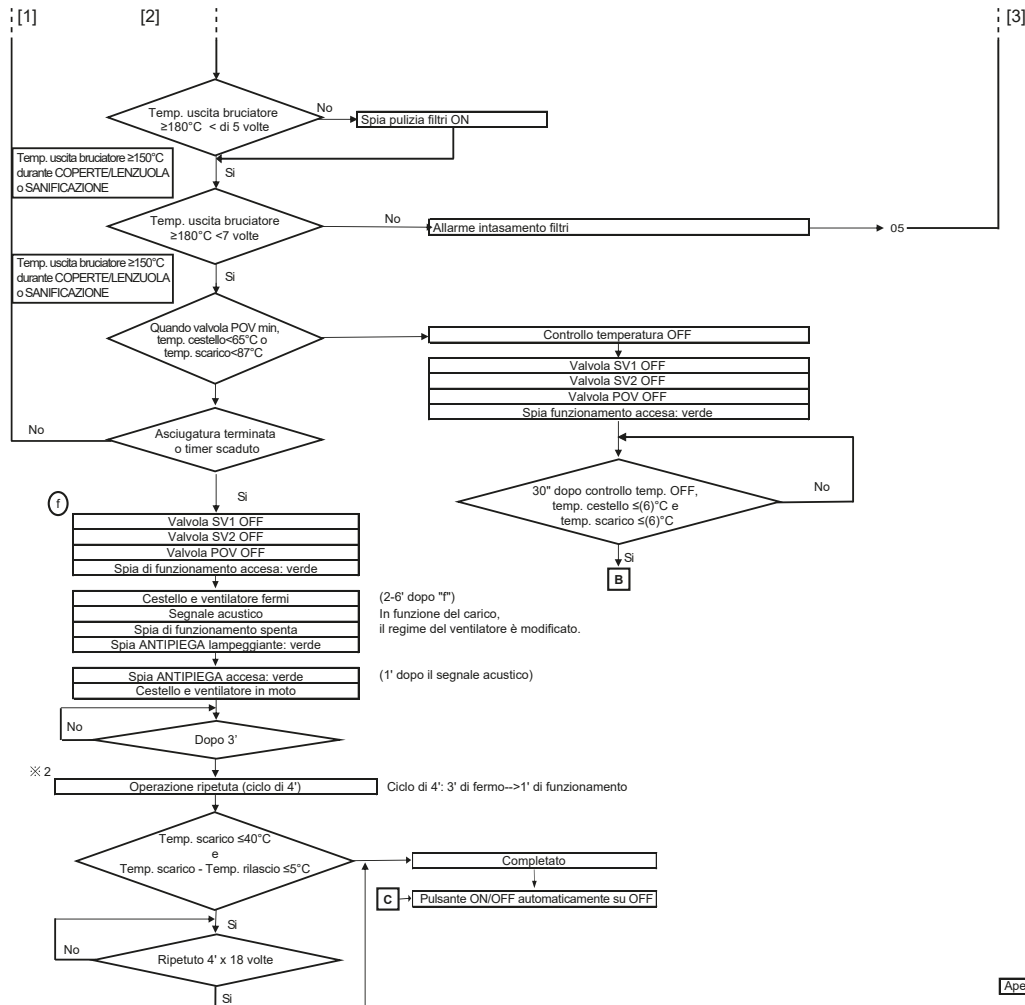 [1]
[2]
[3]
Temp. uscita bruciatore
≥180°C < di 5 volte
No
Spia pulizia filtri ON
Temp. uscita bruciatore ≥150°C
durante COPERTE/LENZUOLA
o SANIFICAZIONE
Si
Temp. uscita bruciatore
≥180°C <7 volte
No
Allarme intasamento filtri
05
Temp. uscita bruciatore ≥150°C
durante COPERTE/LENZUOLA
o SANIFICAZIONE
Si
Quando valvola POV min,
temp. cestello<65°C o
temp. scarico<87°C
Controllo temperatura OFF
Valvola SV1 OFF
Valvola SV2 OFF
Valvola POV OFF
Spia funzionamento accesa: verde
No
Asciugatura terminata
o timer scaduto
30" dopo controllo temp. OFF,
temp. cestello ≤(6)°C e
temp. scarico ≤(6)°C
No
Si
B
Si
f
Valvola SV1 OFF
Valvola SV2 OFF
Valvola POV OFF
Spia di funzionamento accesa: verde
Cestello e ventilatore fermi
Segnale acustico
Spia di funzionamento spenta
Spia ANTIPIEGA lampeggiante: verde
(2-6' dopo "f")
In funzione del carico,
il regime del ventilatore è modificato.
Spia ANTIPIEGA accesa: verde
Cestello e ventilatore in moto
(1' dopo il segnale acustico)
No
Dopo 3'
※ 2
Operazione ripetuta (ciclo di 4')
Ciclo di 4': 3' di fermo-->1' di funzionamento
Temp. scarico ≤40°C
e
Temp. scarico - Temp. rilascio ≤5°C
Completato
C
Pulsante ON/OFF automaticamente su OFF
Si
No
Ripetuto 4' x 18 volte
Si
Ape